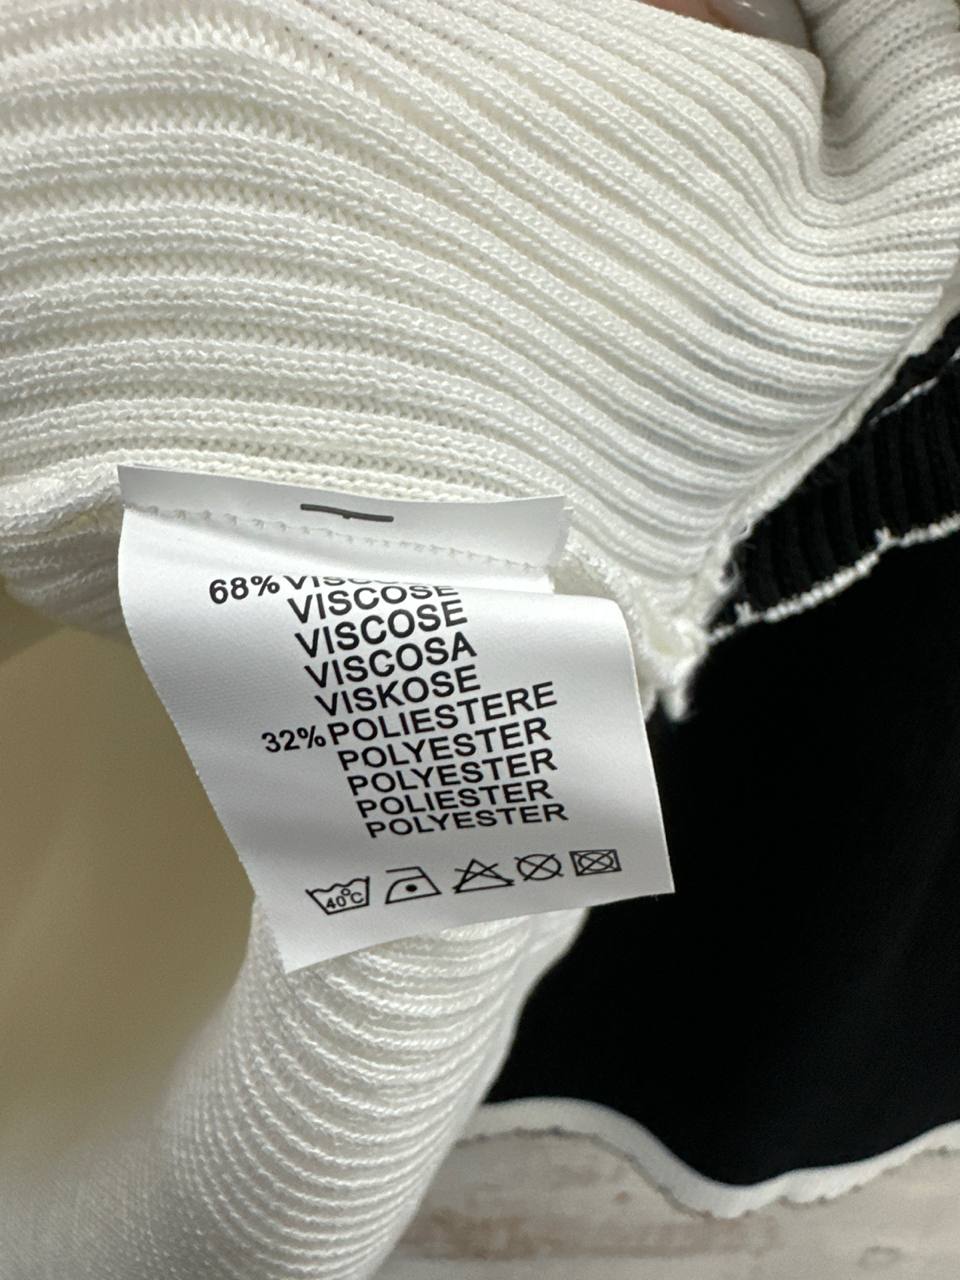 68% VISCOSE
VISCOSE
VISCOSE
VISCOSA
VISKOSE
32% POLIESTERE
POLYESTER
POLYESTER
POLIESTER
POLYESTER
40°C